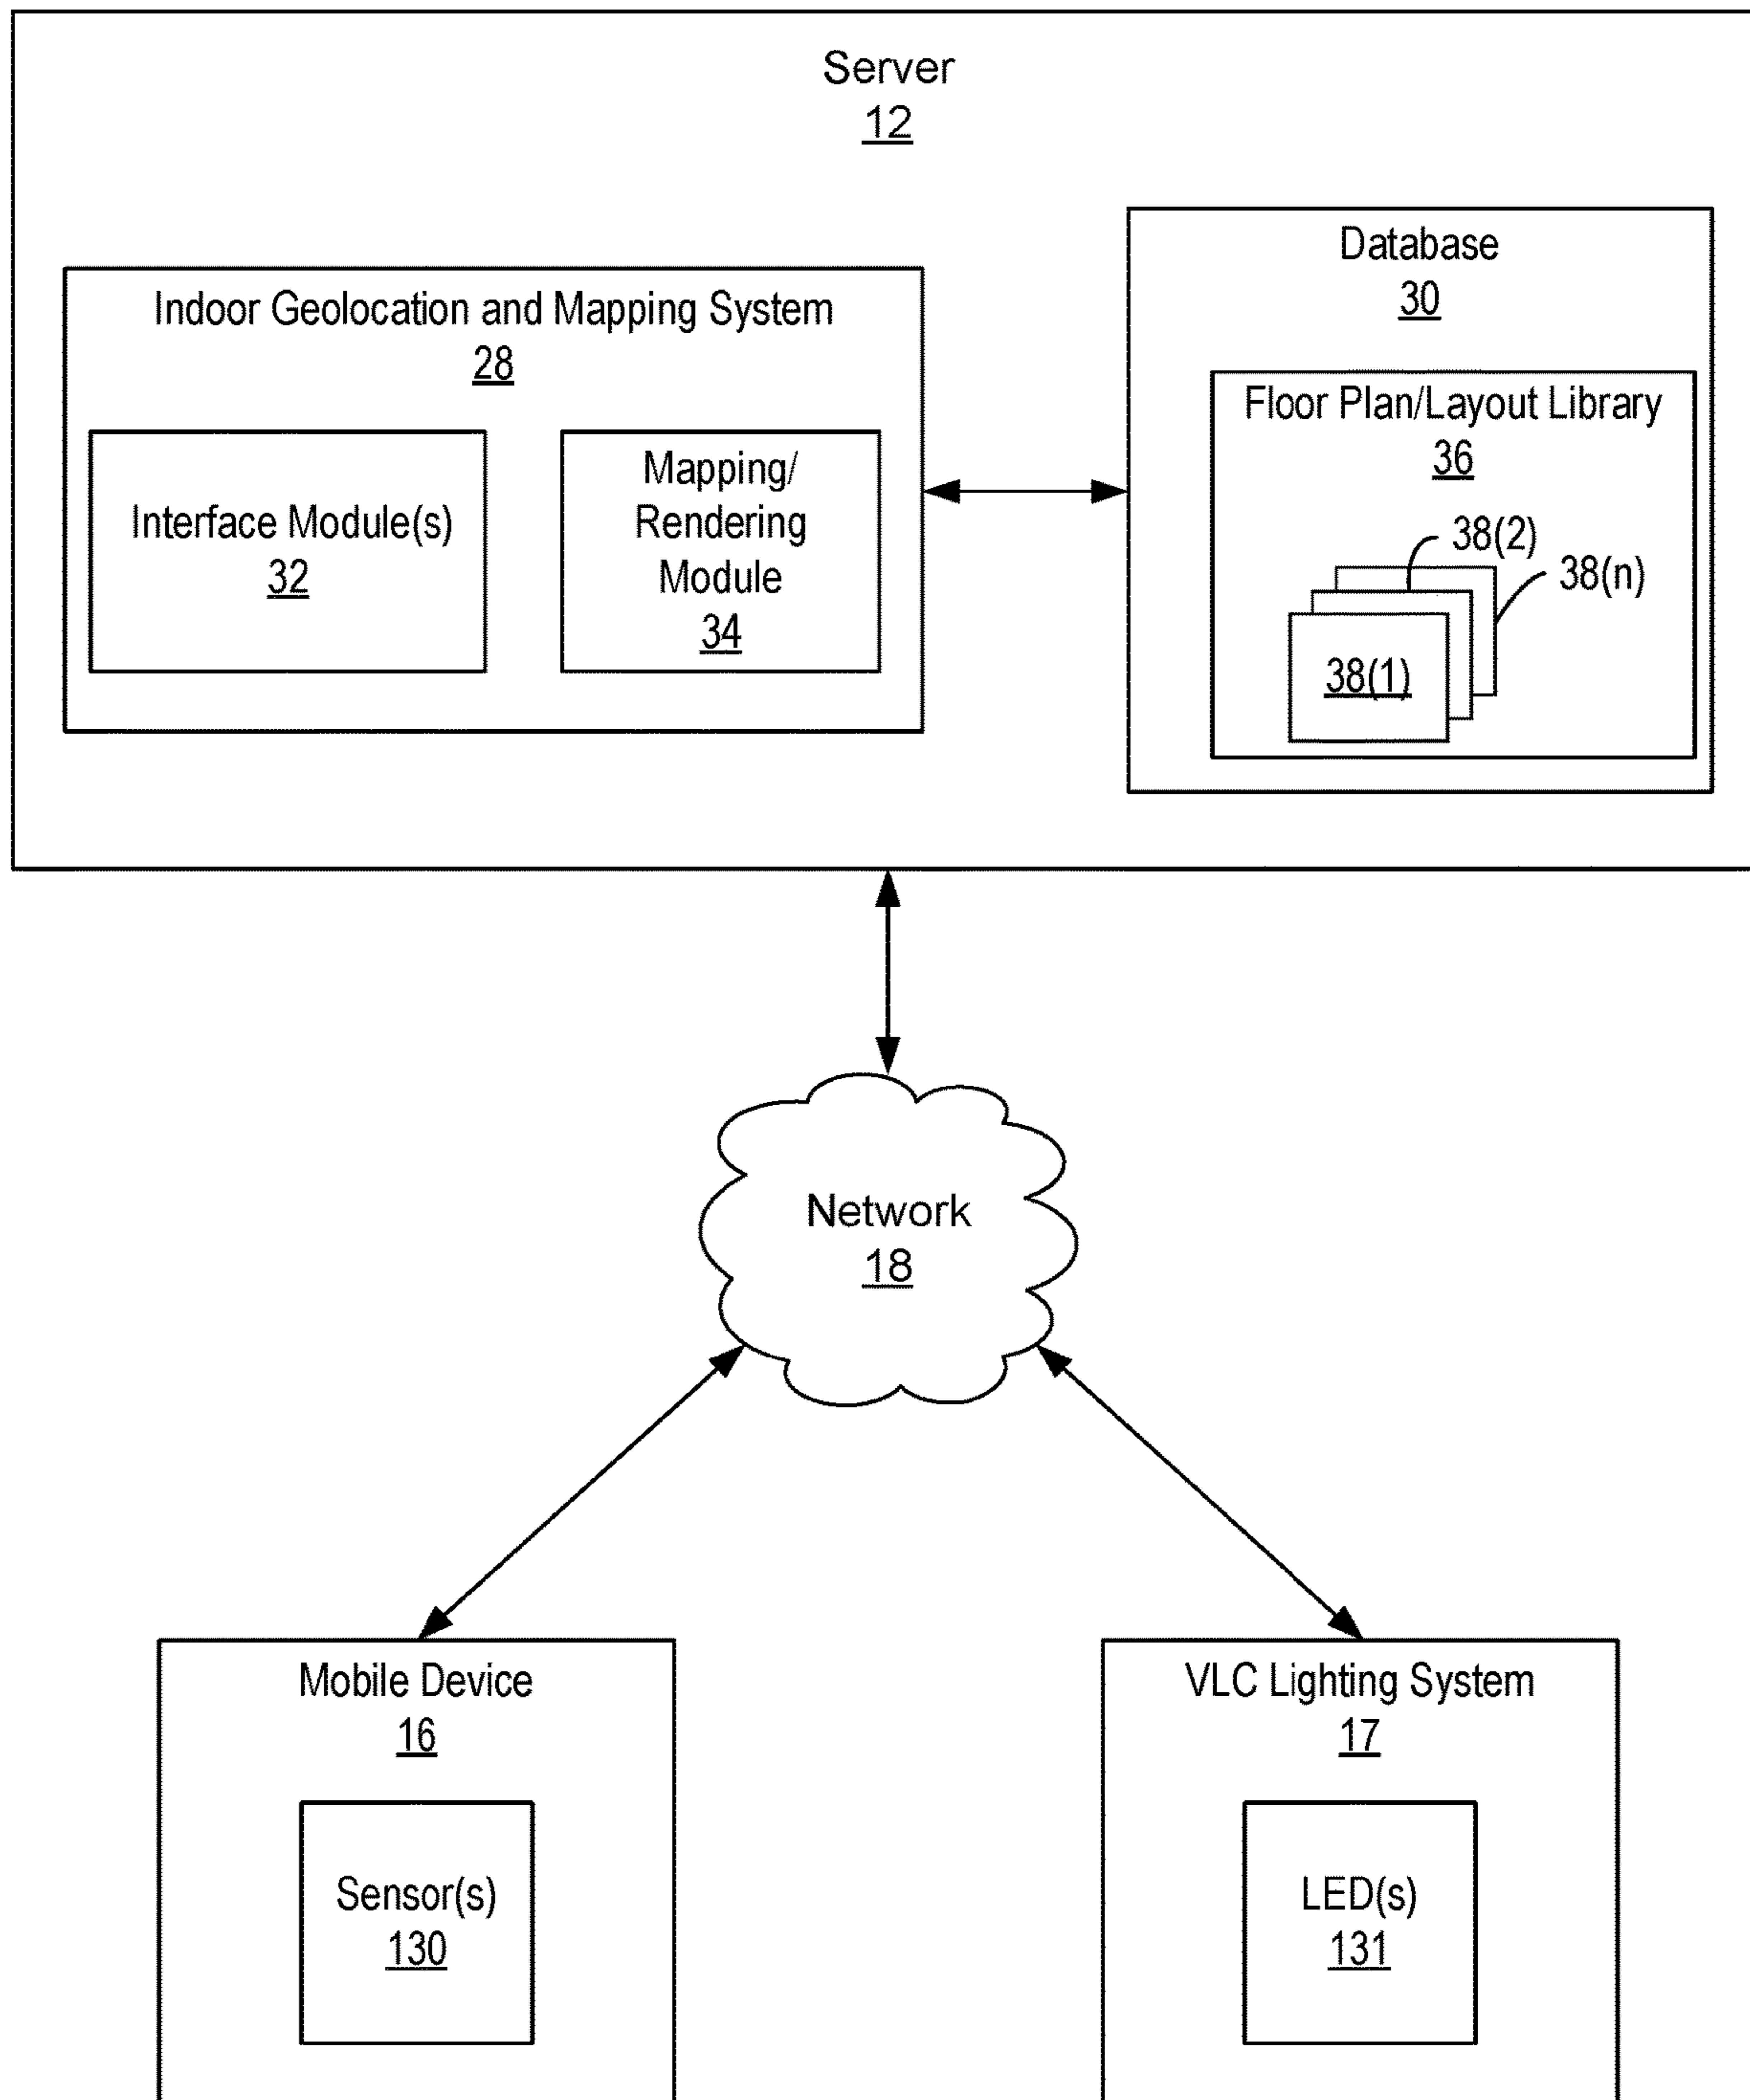 Server
12
Indoor Geolocation and Mapping System
28
Interface Module(s)
32
Mapping/
Rendering
Module
34
Database
30
Floor Plan/Layout Library
36
38(2)
38(n)
38(1)
Network
18
Mobile Device
16
Sensor(s)
130
VLC Lighting System
17
LED(s)
131